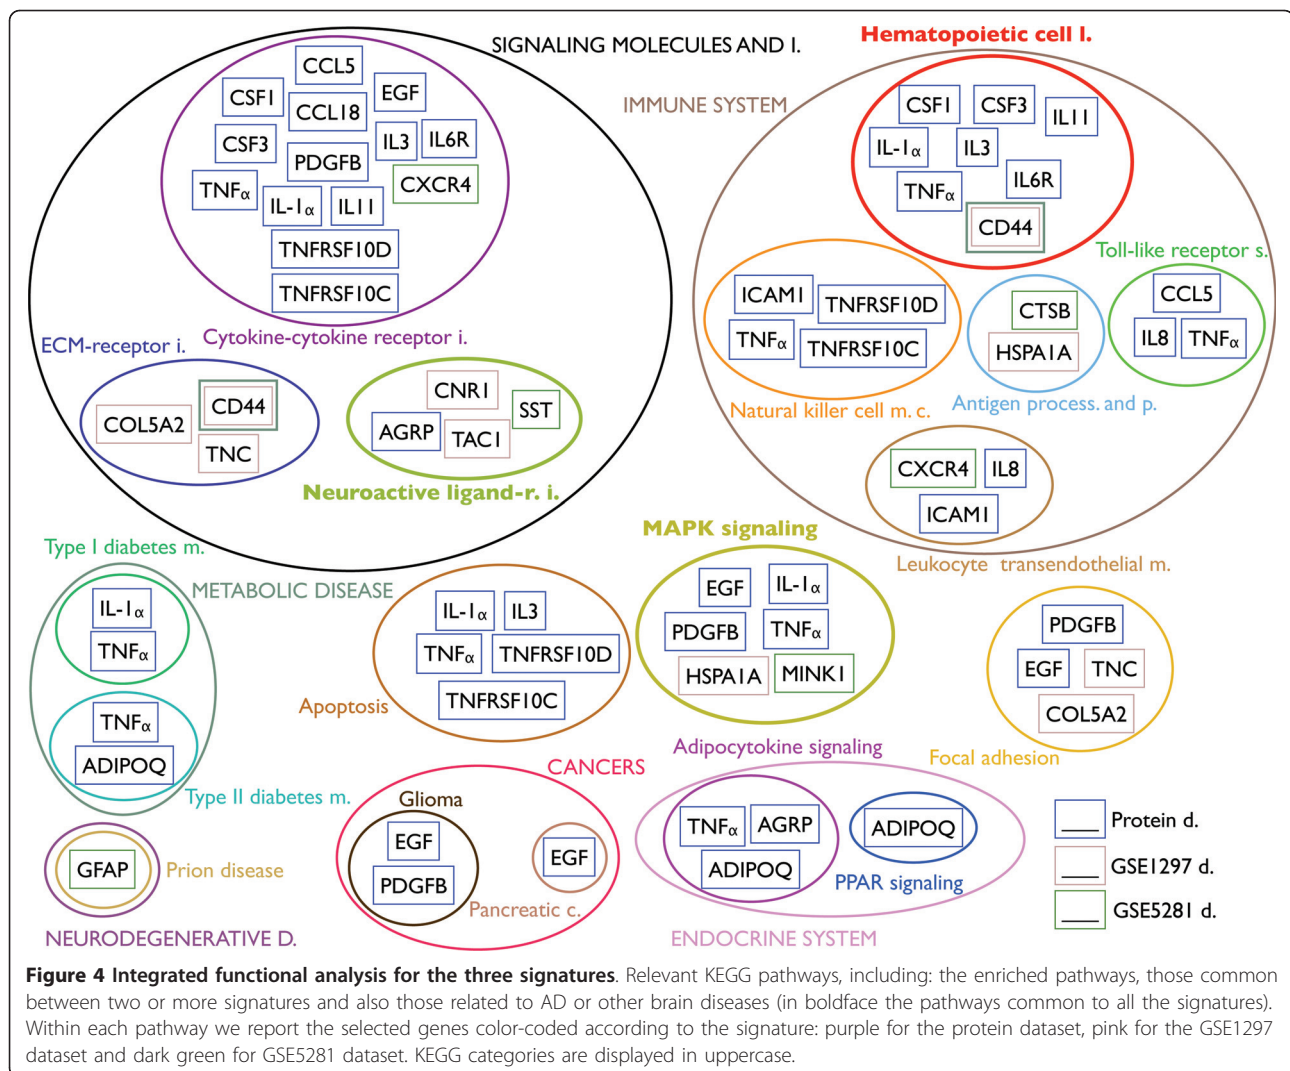 SIGNALING MOLECULES AND I.
CCL5
CSF1
EGF
CCL18
CSF3
IL3
IL6R
PDGFB
TNFα
CXCR4
IL-1α
IL11
TNFRSF10D
TNFRSF10C
Cytokine-cytokine receptor i.
ECM-receptor i.
CD44
COL5A2
TNC
CNR1
SST
AGRP
TAC1
Neuroactive ligand-r. i.
Hematopoietic cell l.
IMMUNE SYSTEM
CSF1
CSF3
IL11
IL-1α
IL3
TNFα
IL6R
CD44
Toll-like receptor s.
CCL5
IL8
TNFα
ICAM1
TNFRSF10D
TNFα
TNFRSF10C
Natural killer cell m. c.
CTSB
HSPA1A
Antigen process. and p.
CXCR4
IL8
ICAM1
Leukocyte transendothelial m.
Type I diabetes m.
METABOLIC DISEASE
IL-1α
TNFα
TNFα
ADIPOQ
Type II diabetes m.
IL-1α
IL3
TNFα
TNFRSF10D
TNFRSF10C
Apoptosis
MAPK signaling
EGF
IL-1α
PDGFB
TNFα
HSPA1A
MINK1
PDGFB
EGF
TNC
COL5A2
Focal adhesion
GFAP
Prion disease
NEURODEGENERATIVE D.
CANCERS
Glioma
EGF
PDGFB
EGF
Pancreatic c.
Adipocytokine signaling
TNFα
AGRP
ADIPOQ
ADIPOQ
PPAR signaling
ENDOCRINE SYSTEM
Protein d.
GSE1297 d.
GSE5281 d.
Figure 4 Integrated functional analysis for the three signatures. Relevant KEGG pathways, including: the enriched pathways, those common
between two or more signatures and also those related to AD or other brain diseases (in boldface the pathways common to all the signatures).
Within each pathway we report the selected genes color-coded according to the signature: purple for the protein dataset, pink for the GSE1297
dataset and dark green for GSE5281 dataset. KEGG categories are displayed in uppercase.